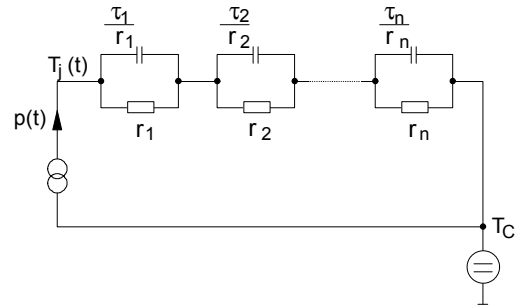 τ1 τ2 τn
r1 r2 rn
Tj (t)
r1 r2 rn
p(t)
TC